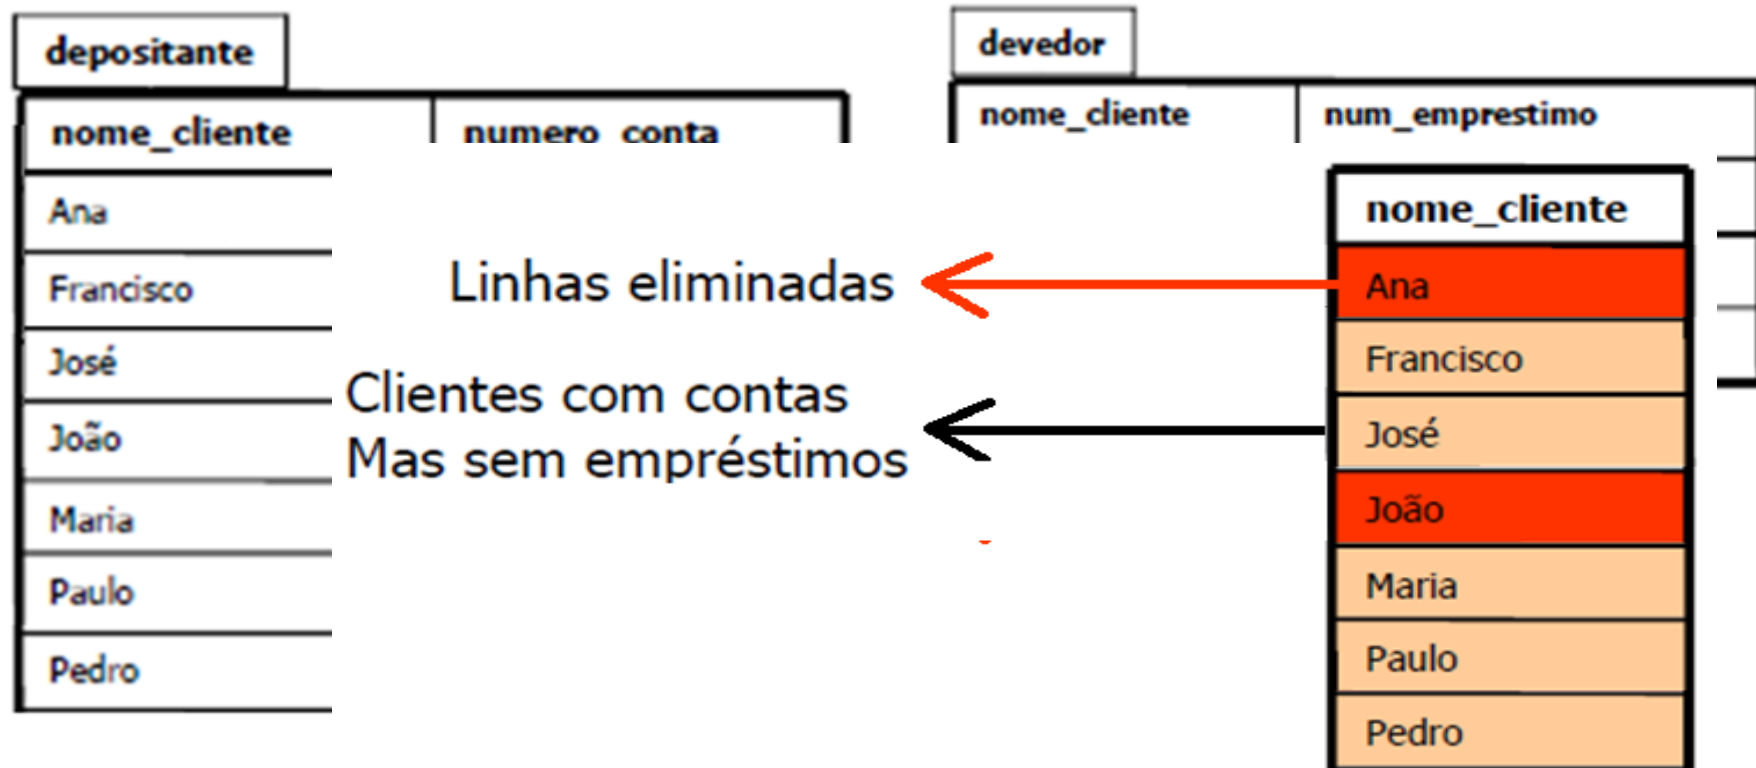 depositante
nome_cliente numero_conta
Ana
Francisco
José
João
Maria
Paulo
Pedro
devedor
nome_cliente num_emprestimo
Linhas eliminadas
Clientes com contas
Mas sem empréstimos
nome_cliente
Ana
Francisco
José
João
Maria
Paulo
Pedro